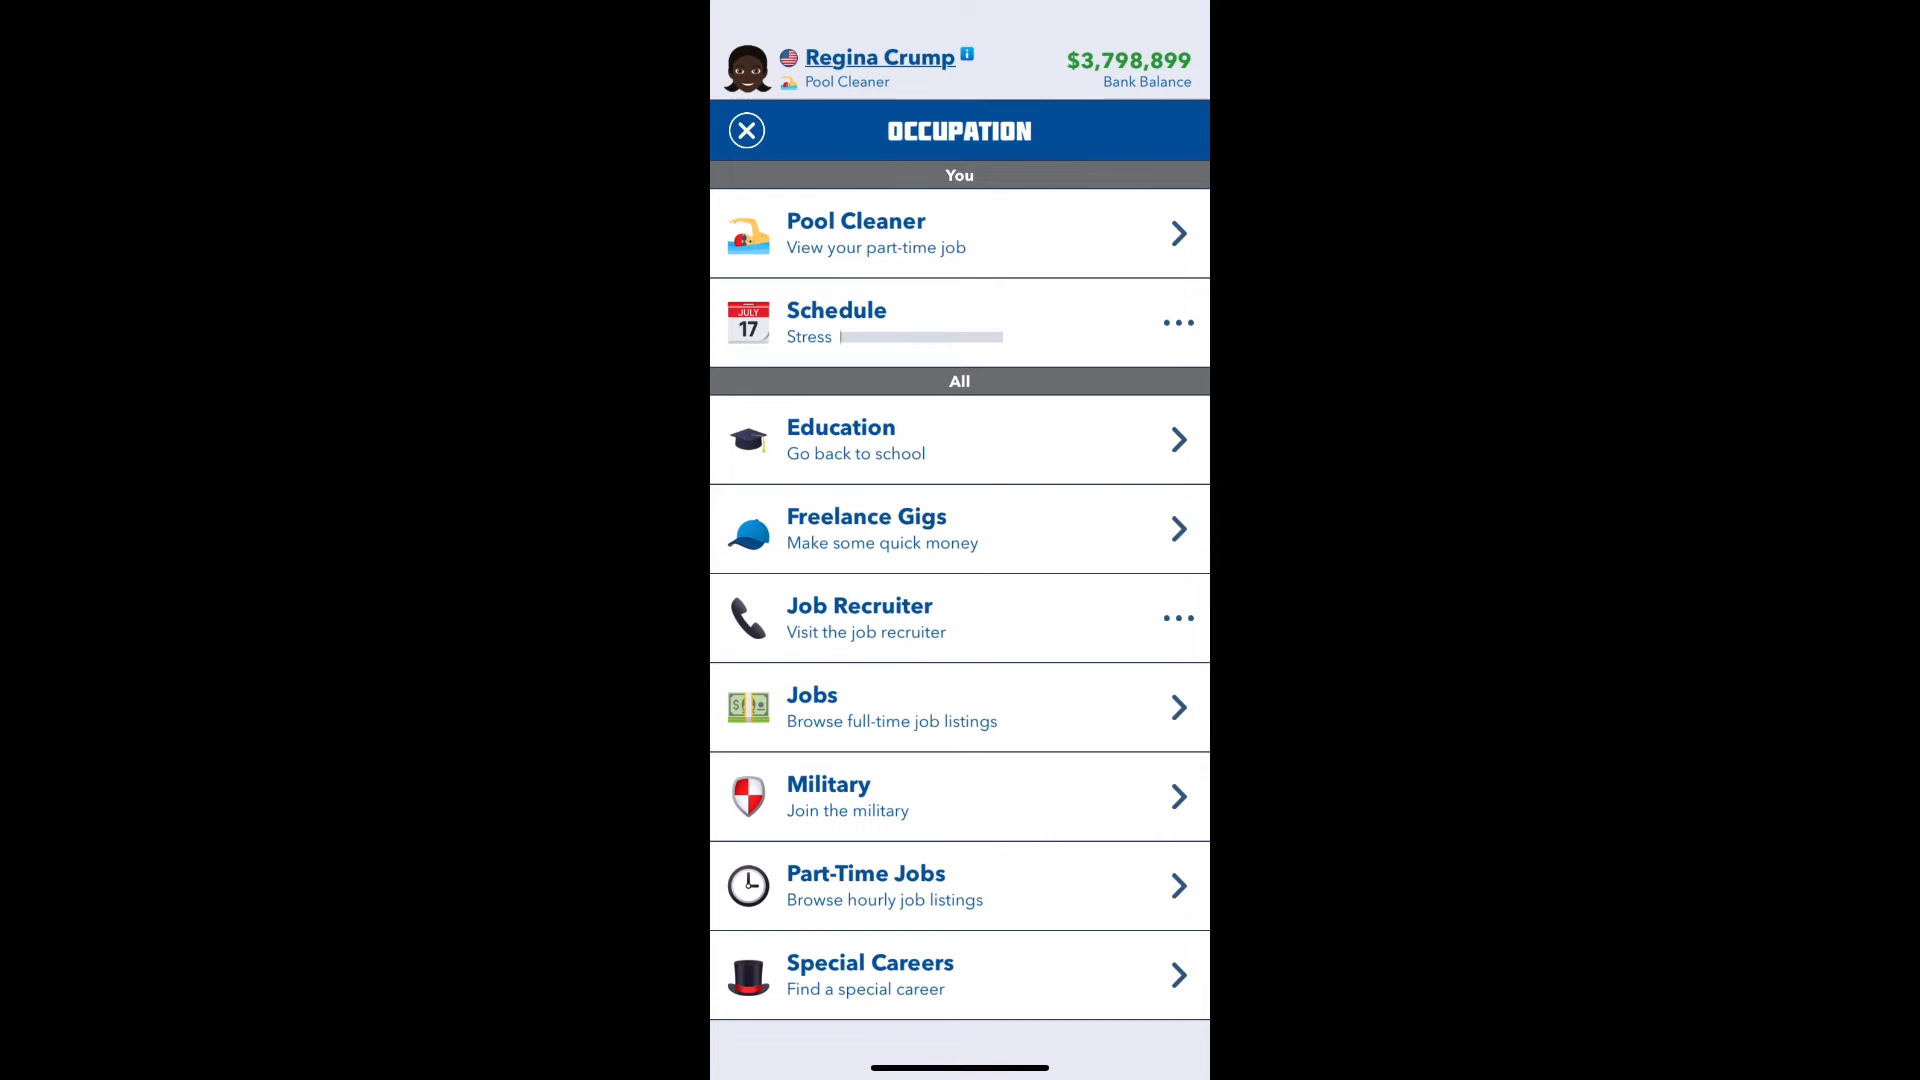 Regina Crump
Pool Cleaner
$3,798,899
Bank Balance
OCCUPATION
You
Pool Cleaner
View your part-time job
JULY
17
Schedule
Stress
All
Education
Go back to school
Freelance Gigs
Make some quick money
Job Recruiter
Visit the job recruiter
Jobs
Browse full-time job listings
Military
Join the military
Part-Time Jobs
Browse hourly job listings
Special Careers
Find a special career